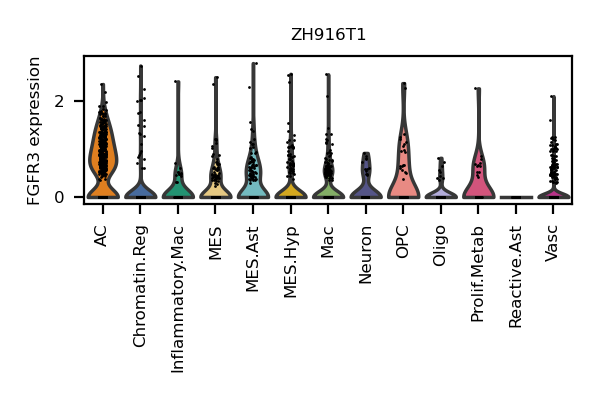 ZH916T1
FGFR3 expression
2
0
AC
Chromatin.Reg
Inflammatory.Mac
MES
MES.Ast
MES.Hyp
Mac
Neuron
OPC
Oligo
Prolif.Metab
Reactive.Ast
Vasc